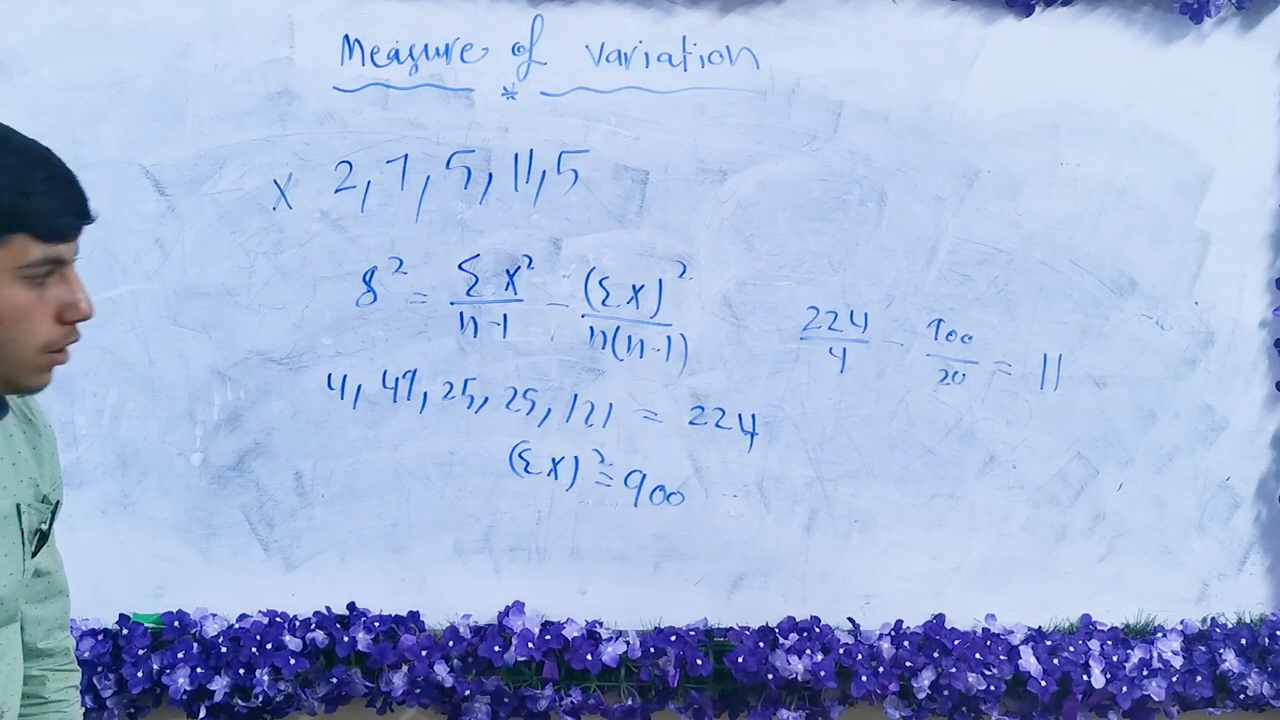 Measure of variation
*
X 2, 7, 5, 11, 5
s² = Σx²/(n-1) - (Σx)²/(n(n-1))
224/4 - 900/20 = 11
4, 49, 25, 25, 121 = 224
(Σx)² = 900